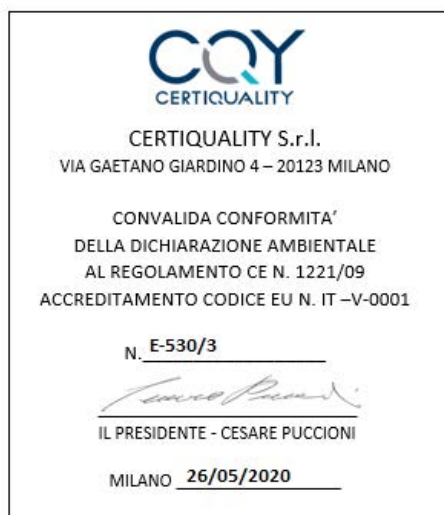 CQY
CERTIQUALITY
CERTIQUALITY S.r.l.
VIA GAETANO GIARDINO 4 – 20123 MILANO
CONVALIDA CONFORMITA’
DELLA DICHIARAZIONE AMBIENTALE
AL REGOLAMENTO CE N. 1221/09
ACCREDITAMENTO CODICE EU N. IT –V-0001
N. E-530/3
IL PRESIDENTE - CESARE PUCCIONI
MILANO 26/05/2020